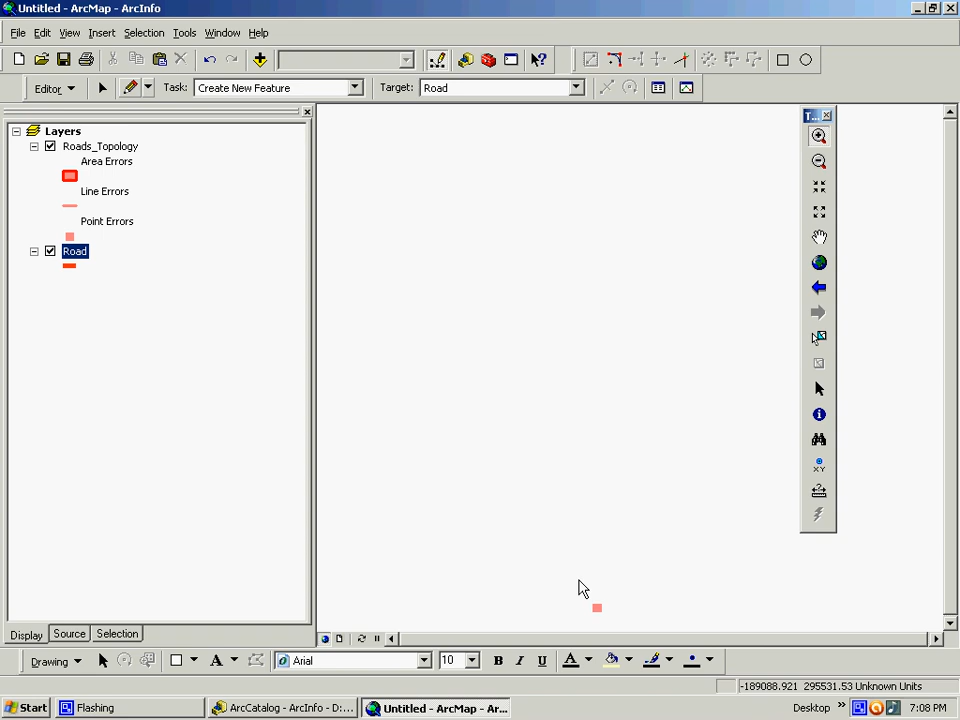 Untitled - ArcMap - ArcInfo
File Edit View Insert Selection Tools Window Help
Editor Task: Create New Feature Target: Road
T...
Layers
Roads_Topology
Area Errors
Line Errors
Point Errors
Road
XY
Display Source Selection
Drawing A Arial 10 B I U A
-189088.921 295531.53 Unknown Units
Start Flashing ArcCatalog - ArcInfo - D:... Untitled - ArcMap - Ar... Desktop » 7:08 PM